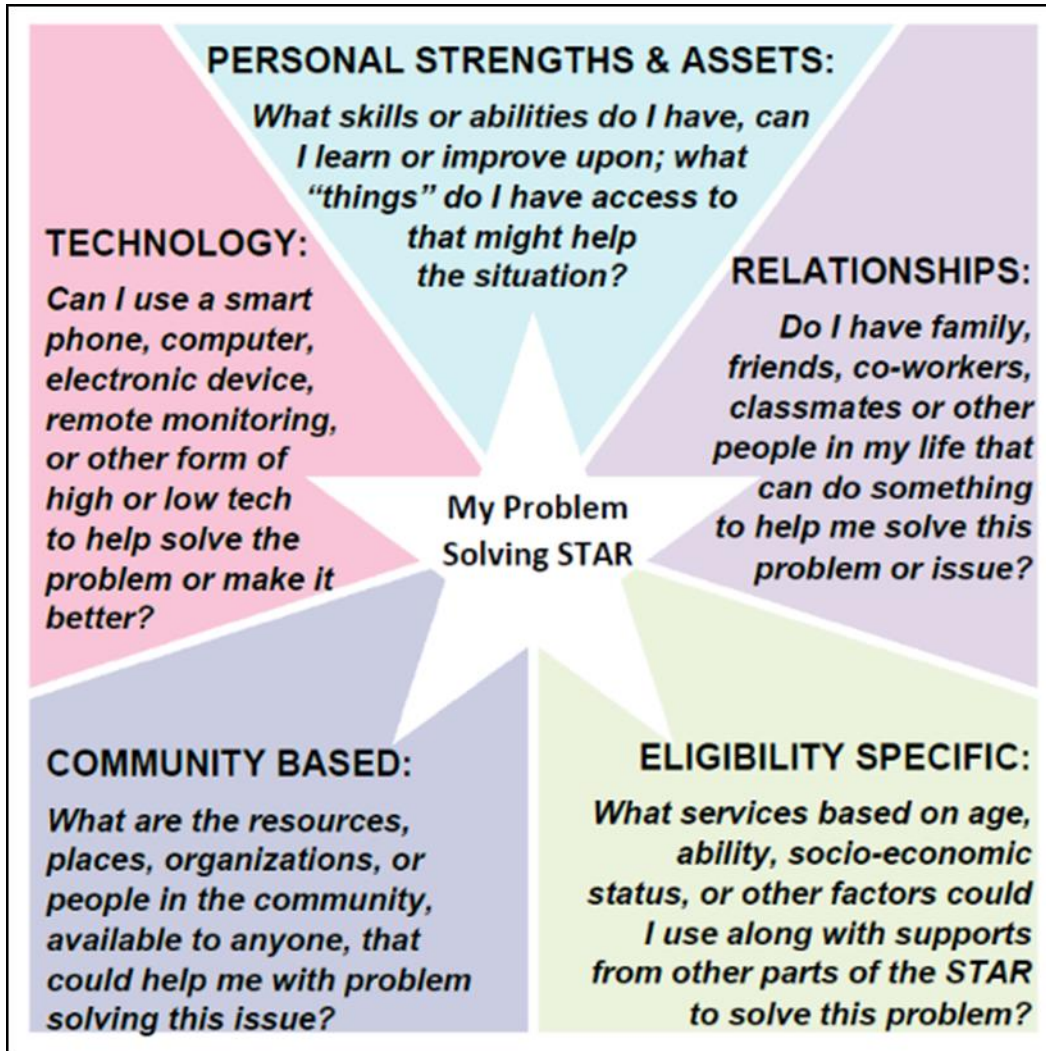 PERSONAL STRENGTHS & ASSETS:
What skills or abilities do I have, can
I learn or improve upon; what
“things” do I have access to
that might help
the situation?
TECHNOLOGY:
Can I use a smart
phone, computer,
electronic device,
remote monitoring,
or other form of
high or low tech
to help solve the
problem or make it
better?
RELATIONSHIPS:
Do I have family,
friends, co-workers,
classmates or other
people in my life that
can do something
to help me solve this
problem or issue?
My Problem
Solving STAR
COMMUNITY BASED:
What are the resources,
places, organizations, or
people in the community,
available to anyone, that
could help me with problem
solving this issue?
ELIGIBILITY SPECIFIC:
What services based on age,
ability, socio-economic
status, or other factors could
I use along with supports
from other parts of the STAR
to solve this problem?